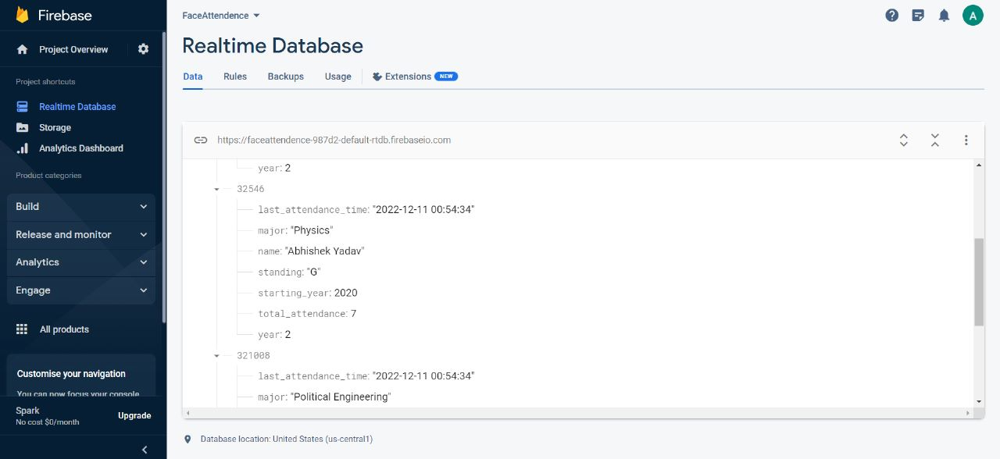 Firebase
FaceAttendence
A
Project Overview
Realtime Database
Data Rules Backups Usage Extensions NEW
Project shortcuts
Realtime Database
Storage
Analytics Dashboard
Product categories
Build
Release and monitor
Analytics
Engage
All products
Customise your navigation
You can now focus your console
Spark
No cost $0/month
Upgrade
https://faceattendence-987d2-default-rtdb.firebaseio.com
year: 2
32546
last_attendance_time: "2022-12-11 00:54:34"
major: "Physics"
name: "Abhishek Yadav"
standing: "G"
starting_year: 2020
total_attendance: 7
year: 2
321008
last_attendance_time: "2022-12-11 00:54:34"
major: "Political Engineering"
Database location: United States (us-central1)